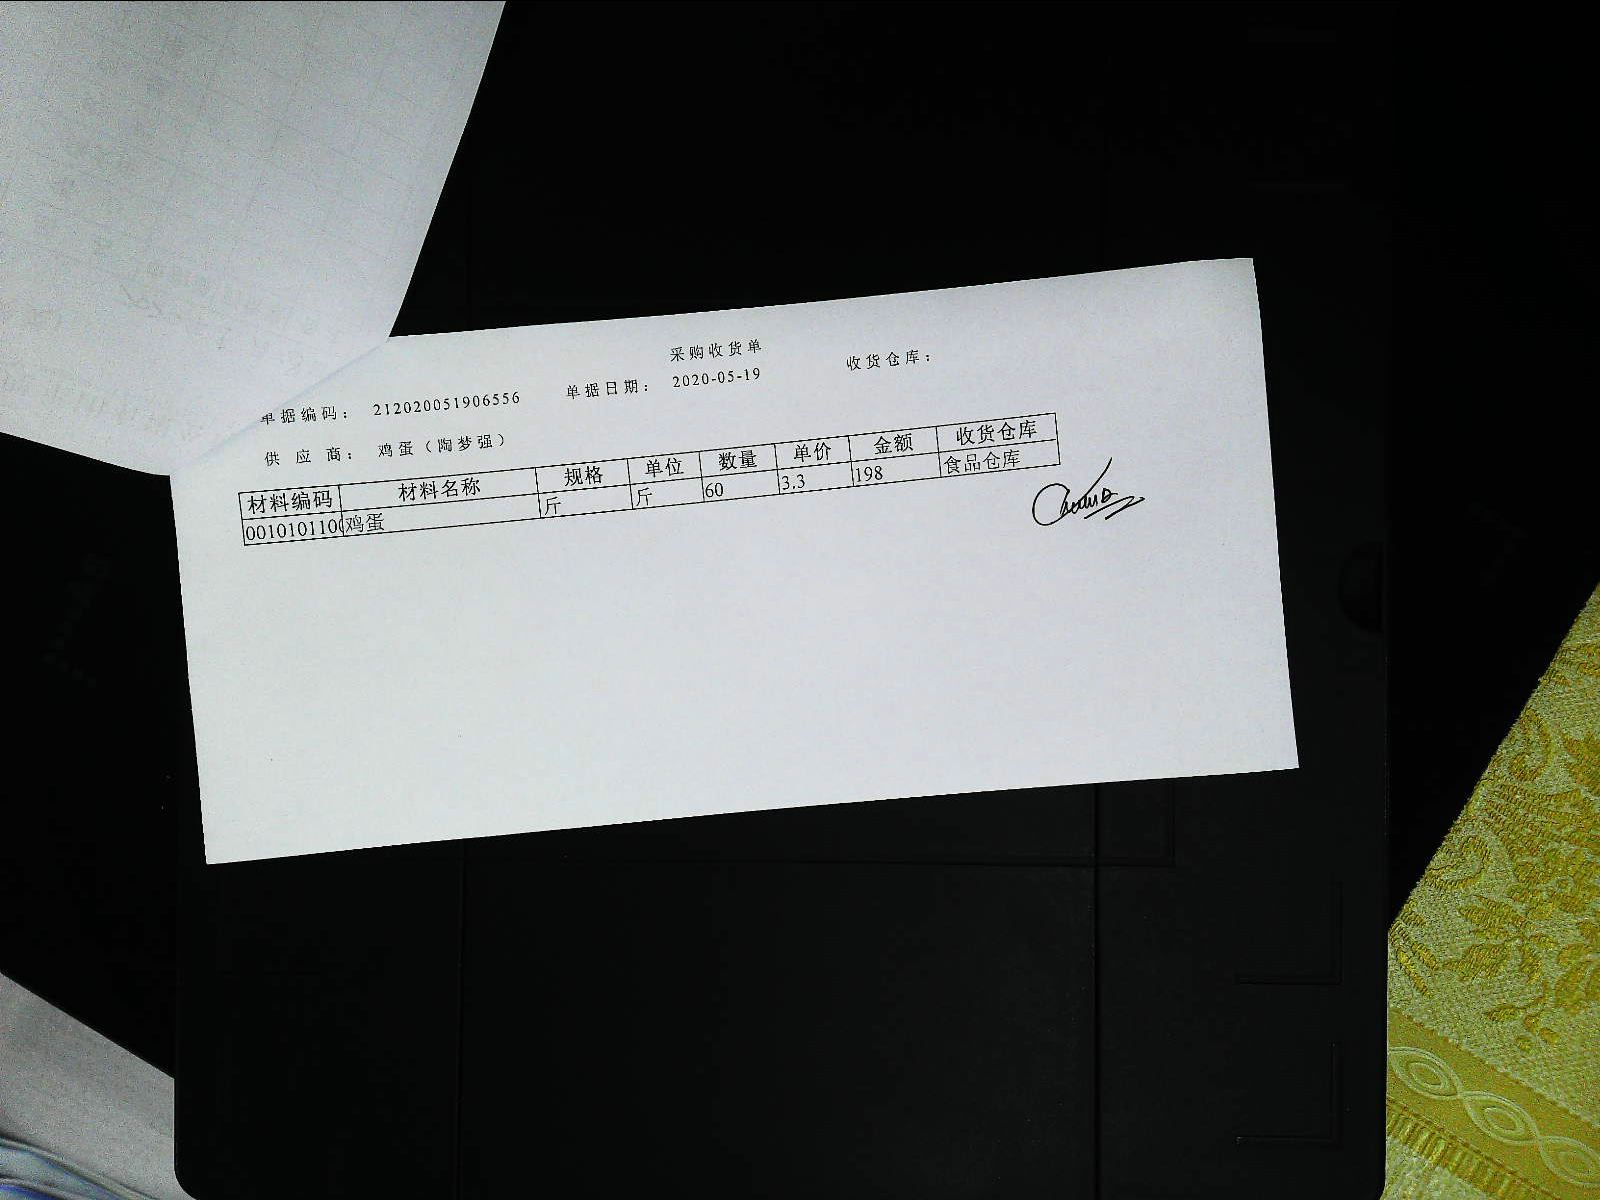 采购收货单
单据编码： 212020051906556 单据日期： 2020-05-19 收货仓库：
供 应 商： 鸡蛋（陶梦强）
材料编码 材料名称 规格 单位 数量 单价 金额 收货仓库
0010101100 鸡蛋 斤 斤 60 3.3 198 食品仓库